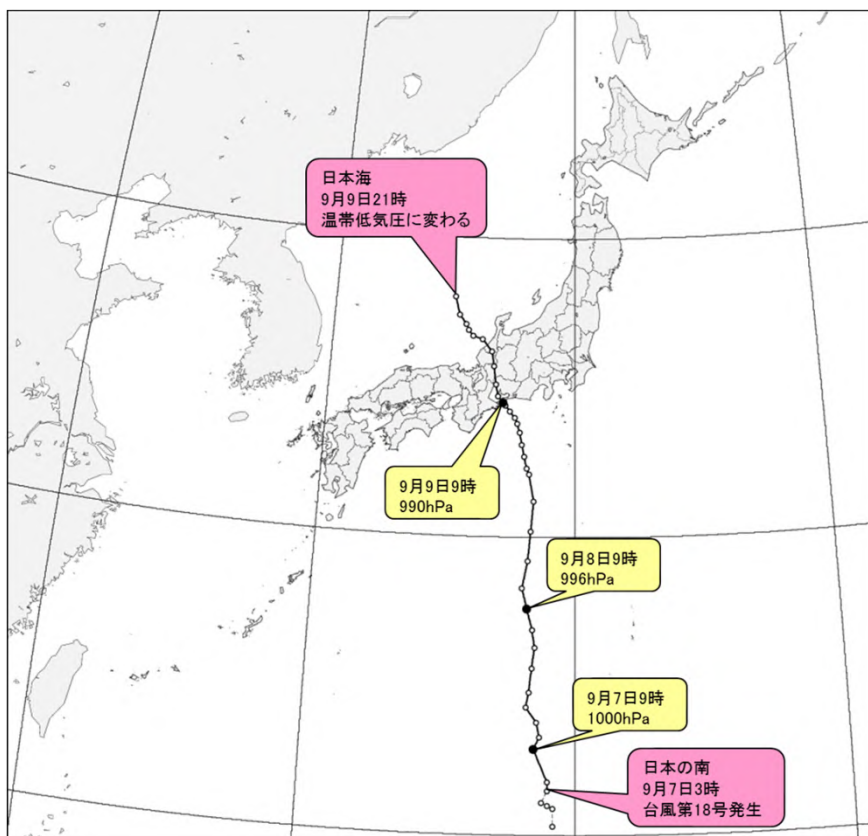 日本海
9月9日21時
温帯低気圧に変わる
9月9日9時
990hPa
9月8日9時
996hPa
9月7日9時
1000hPa
日本の南
9月7日3時
台風第18号発生